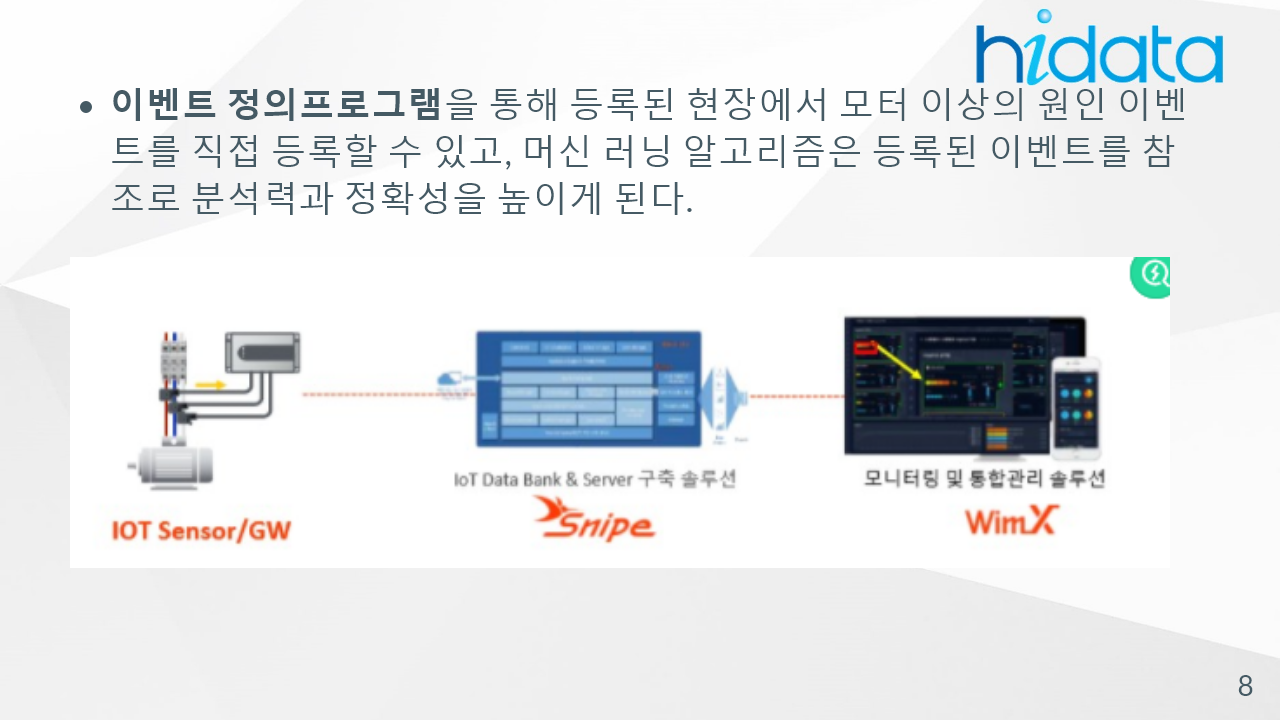 hidata
이벤트 정의프로그램을 통해 등록된 현장에서 모터 이상의 원인 이벤
트를 직접 등록할 수 있고, 머신 러닝 알고리즘은 등록된 이벤트를 참
조로 분석력과 정확성을 높이게 된다.
IoT Data Bank & Server 구축 솔루션
모니터링 및 통합관리 솔루션
IOT Sensor/GW
Snipe
WimX
8